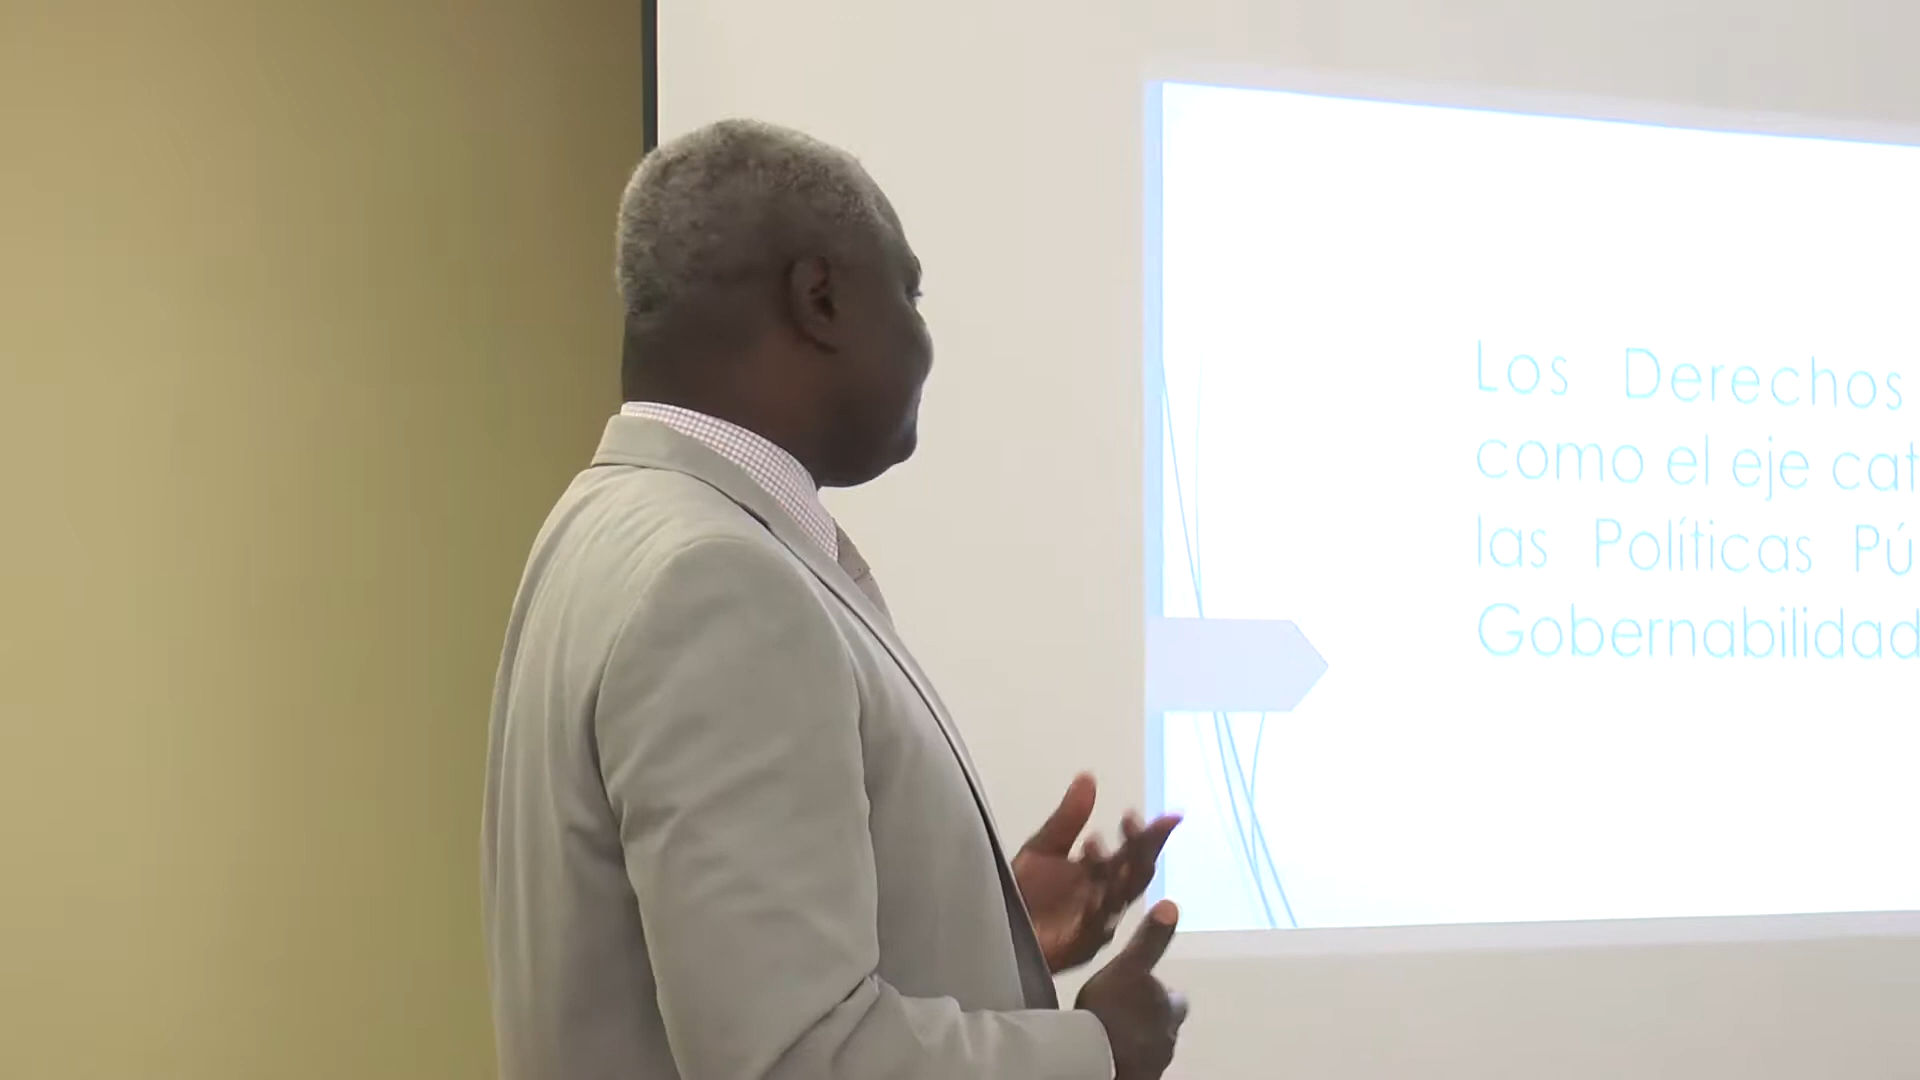 Los Derechos
como el eje
las Políticas
Gobernabilidad